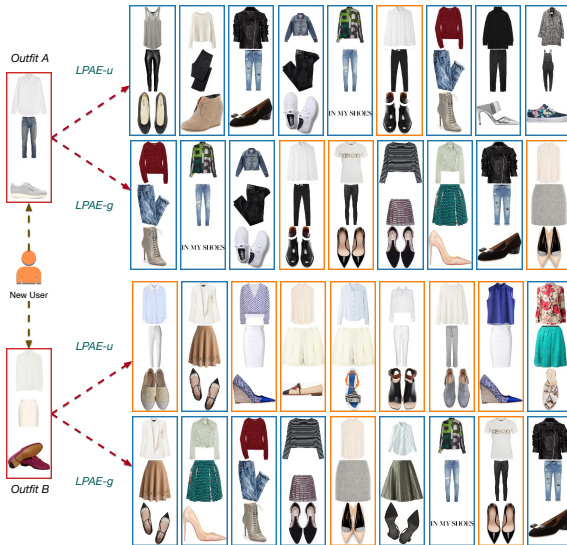 Outfit A
LPAE-u
IN MY SHOES
LPAE-g
IN MY SHOES
New User
LPAE-u
LPAE-g
Outfit B
IN MY SHOES